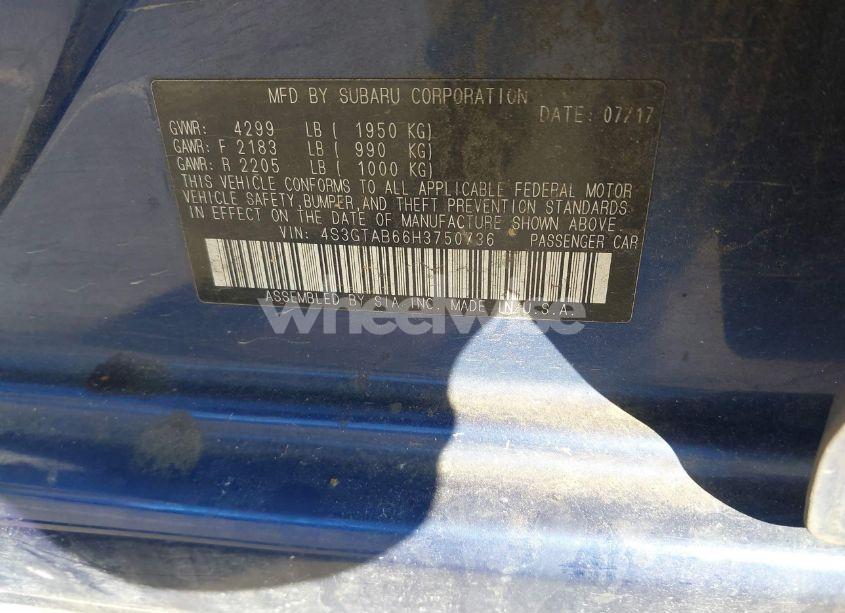 MFD BY SUBARU CORPORATION
DATE: 07/17
GVWR: 4299 LB ( 1950 KG)
GAWR: F 2183 LB ( 990 KG)
GAWR: R 2205 LB ( 1000 KG)
THIS VEHICLE CONFORMS TO ALL APPLICABLE FEDERAL MOTOR
VEHICLE SAFETY, BUMPER, AND THEFT PREVENTION STANDARDS
IN EFFECT ON THE DATE OF MANUFACTURE SHOWN ABOVE.
VIN: 4S3GTAB66H3750736 PASSENGER CAR
ASSEMBLED BY SIA, INC. MADE IN U.S.A.
wheelwise